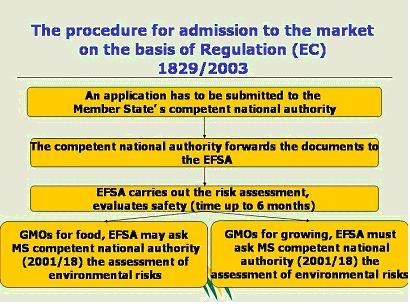 The procedure for admission to the market
on the basis of Regulation (EC)
1829/2003
An application has to be submitted to the
Member State's competent national authority
The competent national authority forwards the documents to
the EFSA
EFSA carries out the risk assessment,
evaluates safety (time up to 6 months)
GMOs for food, EFSA may ask
MS competent national authority
(2001/18) the assessment of
environmental risks
GMOs for growing, EFSA must
ask MS competent national
authority (2001/18) the
assessment of environmental risks